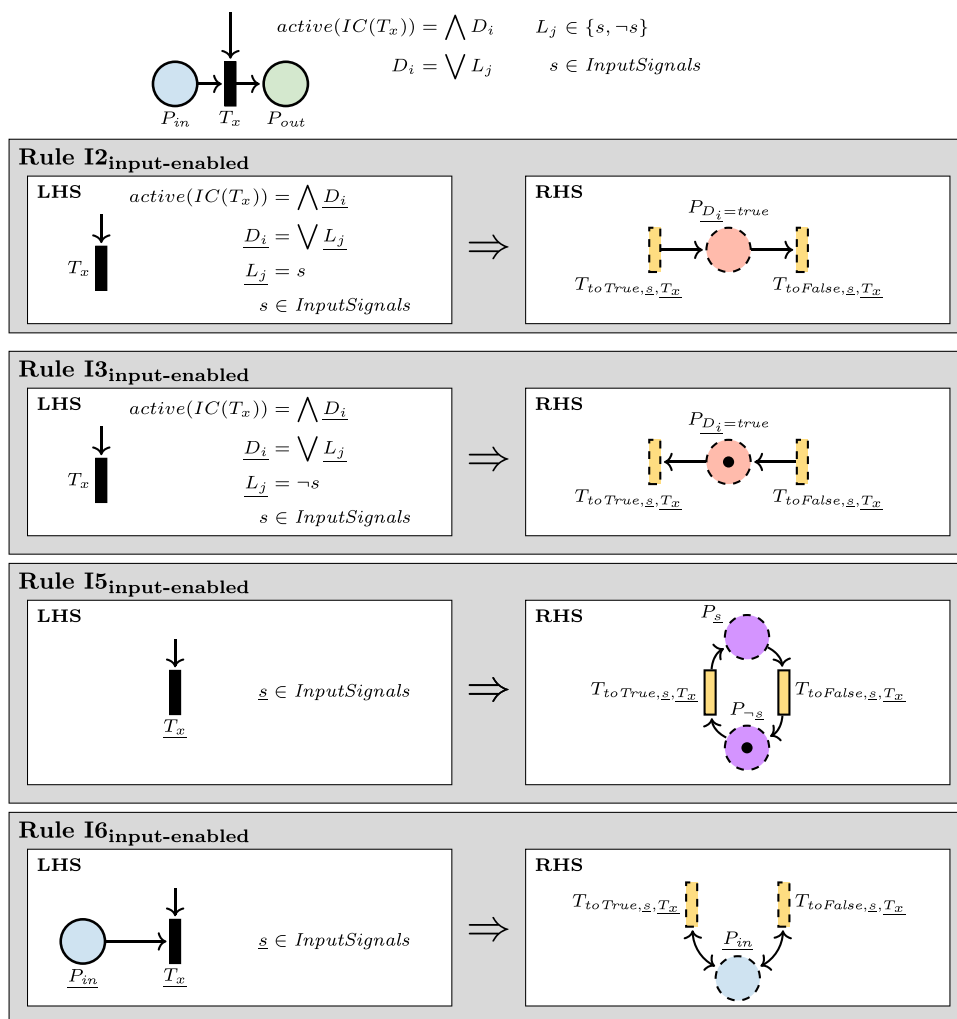 active(IC(T_x)) = ⋀ D_i L_j ∈ {s, ¬s}
D_i = ⋁ L_j s ∈ InputSignals
P_in T_x P_out
Rule I2_input-enabled
LHS active(IC(T_x)) = ⋀ D_i
D_i = ⋁ L_j
T_x
L_j = s
s ∈ InputSignals
⇒
RHS
P_{D_i=true}
T_{toTrue,s,T_x} T_{toFalse,s,T_x}
Rule I3_input-enabled
LHS active(IC(T_x)) = ⋀ D_i
D_i = ⋁ L_j
T_x
L_j = ¬s
s ∈ InputSignals
⇒
RHS
P_{D_i=true}
T_{toTrue,s,T_x} T_{toFalse,s,T_x}
Rule I5_input-enabled
LHS
s ∈ InputSignals
T_x
⇒
RHS
P_s
T_{toTrue,s,T_x} T_{toFalse,s,T_x}
P_¬s
Rule I6_input-enabled
LHS
s ∈ InputSignals
P_in T_x
⇒
RHS
T_{toTrue,s,T_x} T_{toFalse,s,T_x}
P_in